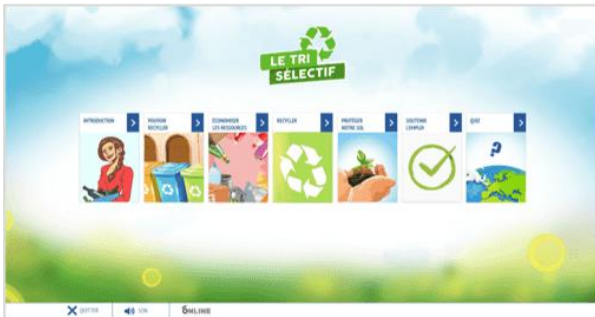 LE TRI
SÉLECTIF
INTRODUCTION
POUVOIR
RECYCLER
ÉCONOMISER
LES RESSOURCES
RECYCLER
PROTÉGER
NOTRE SOL
SOUTENIR
L'EMPLOI
QUIZ
?
QUITTER
SON
ONLINE